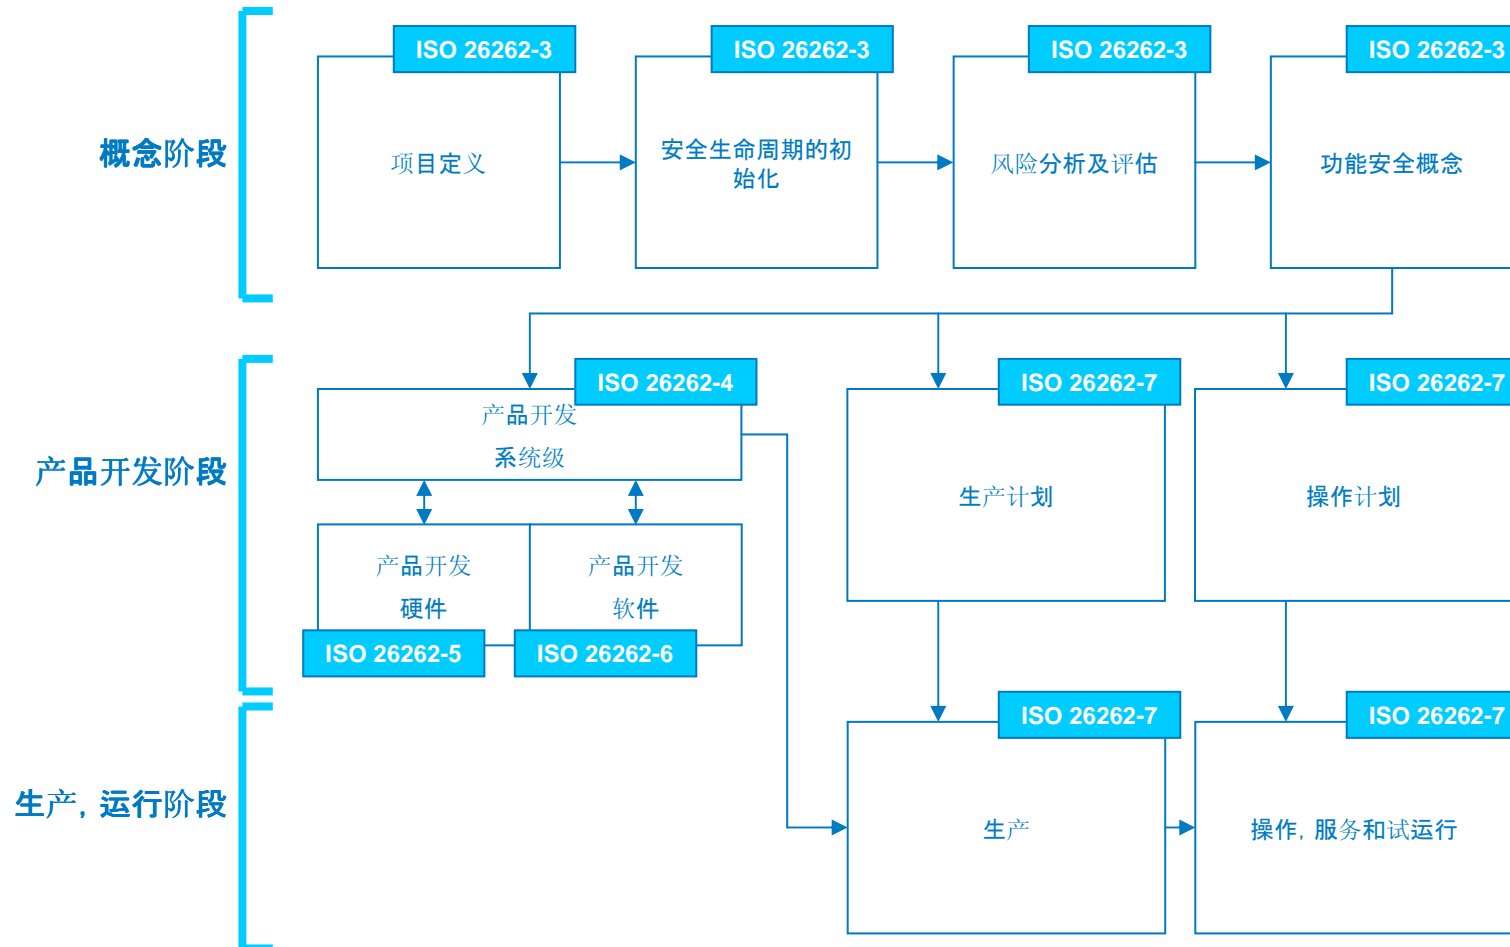 ISO 26262-3
ISO 26262-3
ISO 26262-3
ISO 26262-3
概念阶段
项目定义
安全生命周期的初
始化
风险分析及评估
功能安全概念
ISO 26262-4
ISO 26262-7
ISO 26262-7
产品开发阶段
产品开发
系统级
生产计划
操作计划
产品开发
硬件
产品开发
软件
ISO 26262-5
ISO 26262-6
ISO 26262-7
ISO 26262-7
生产, 运行阶段
生产
操作, 服务和试运行